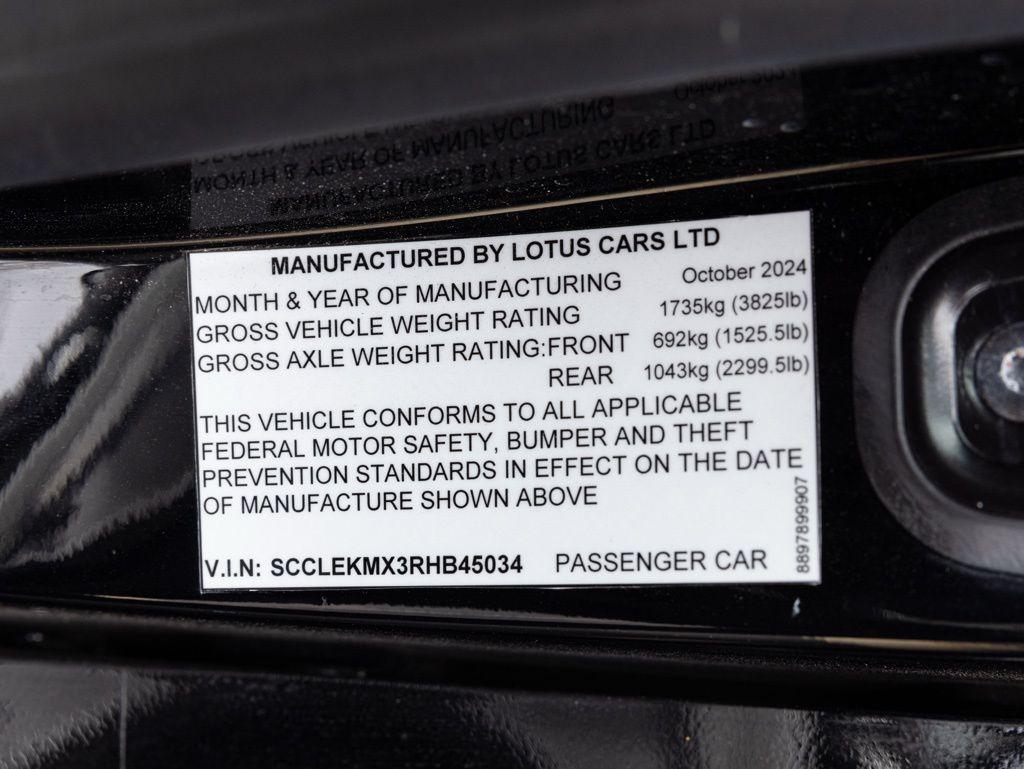 MANUFACTURED BY LOTUS CARS LTD
MONTH & YEAR OF MANUFACTURING October 2024
GROSS VEHICLE WEIGHT RATING 1735kg (3825lb)
GROSS AXLE WEIGHT RATING:FRONT 692kg (1525.5lb)
REAR 1043kg (2299.5lb)
THIS VEHICLE CONFORMS TO ALL APPLICABLE
FEDERAL MOTOR SAFETY, BUMPER AND THEFT
PREVENTION STANDARDS IN EFFECT ON THE DATE
OF MANUFACTURE SHOWN ABOVE
V.I.N: SCCLEKMX3RHB45034 PASSENGER CAR
8897899907